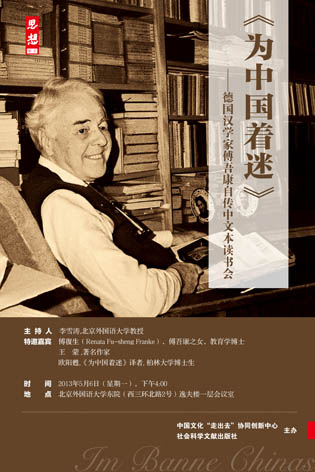 思想
《为中国着迷》
——德国汉学家傅吾康自传中文本读书会
主 持 人 李雪涛,北京外国语大学教授
特邀嘉宾 傅復生（Renata Fu-sheng Franke），傅吾康之女，教育学博士
王 蒙,著名作家
欧阳甦,《为中国着迷》译者, 柏林大学博士生
时 间 2013年5月6日（星期一），下午4:00
地 点 北京外国语大学东院（西三环北路2号）逸夫楼一层会议室
中国文化“走出去”协同创新中心
社会科学文献出版社
主办
Im Banne Chinas